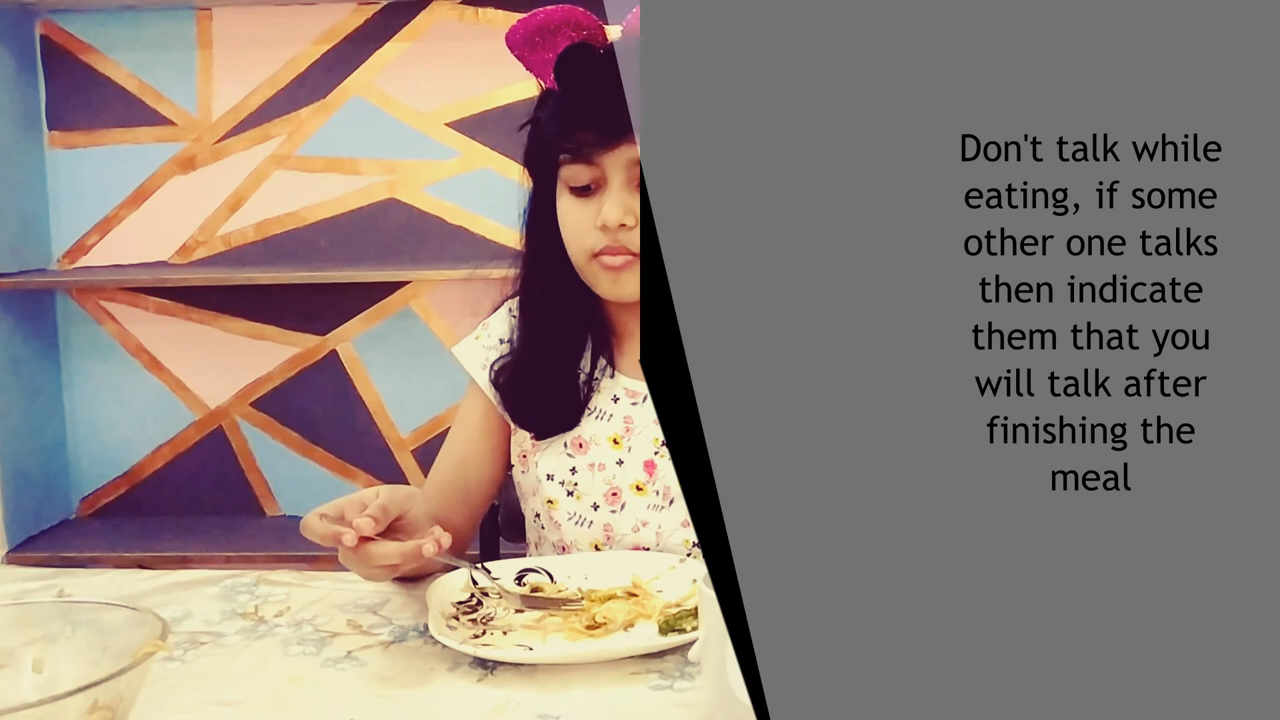 Don't talk while
eating, if some
other one talks
then indicate
them that you
will talk after
finishing the
meal